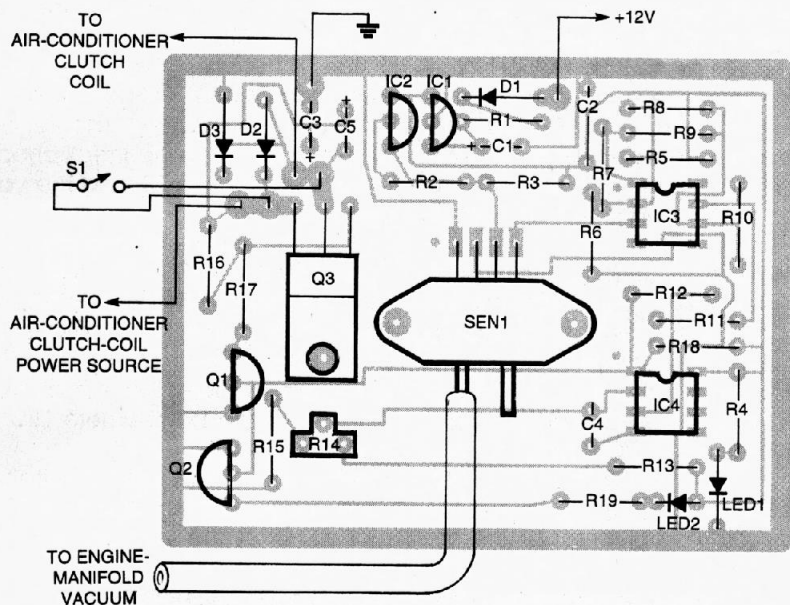 TO
AIR-CONDITIONER
CLUTCH
COIL
+12V
IC2
IC1
D1
C2
R8
D3
D2
C3
+
+
C5
R1
R9
+
C1
R7
R5
S1
R2
R3
IC3
R10
R16
R6
R17
Q3
R12
TO
AIR-CONDITIONER
CLUTCH-COIL
POWER SOURCE
SEN1
R11
R18
Q1
IC4
R4
R15
R14
C4
Q2
R13
R19
LED2
LED1
TO ENGINE-
MANIFOLD
VACUUM